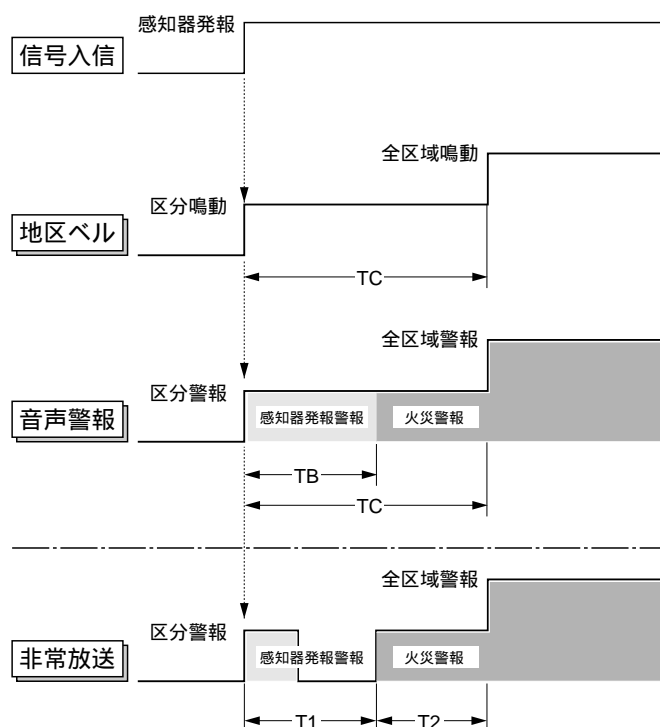 感知器発報
信号入信
全区域鳴動
区分鳴動
地区ベル
TC
全区域警報
区分警報
音声警報
感知器発報警報
火災警報
TB
TC
全区域警報
区分警報
非常放送
感知器発報警報
火災警報
T1
T2